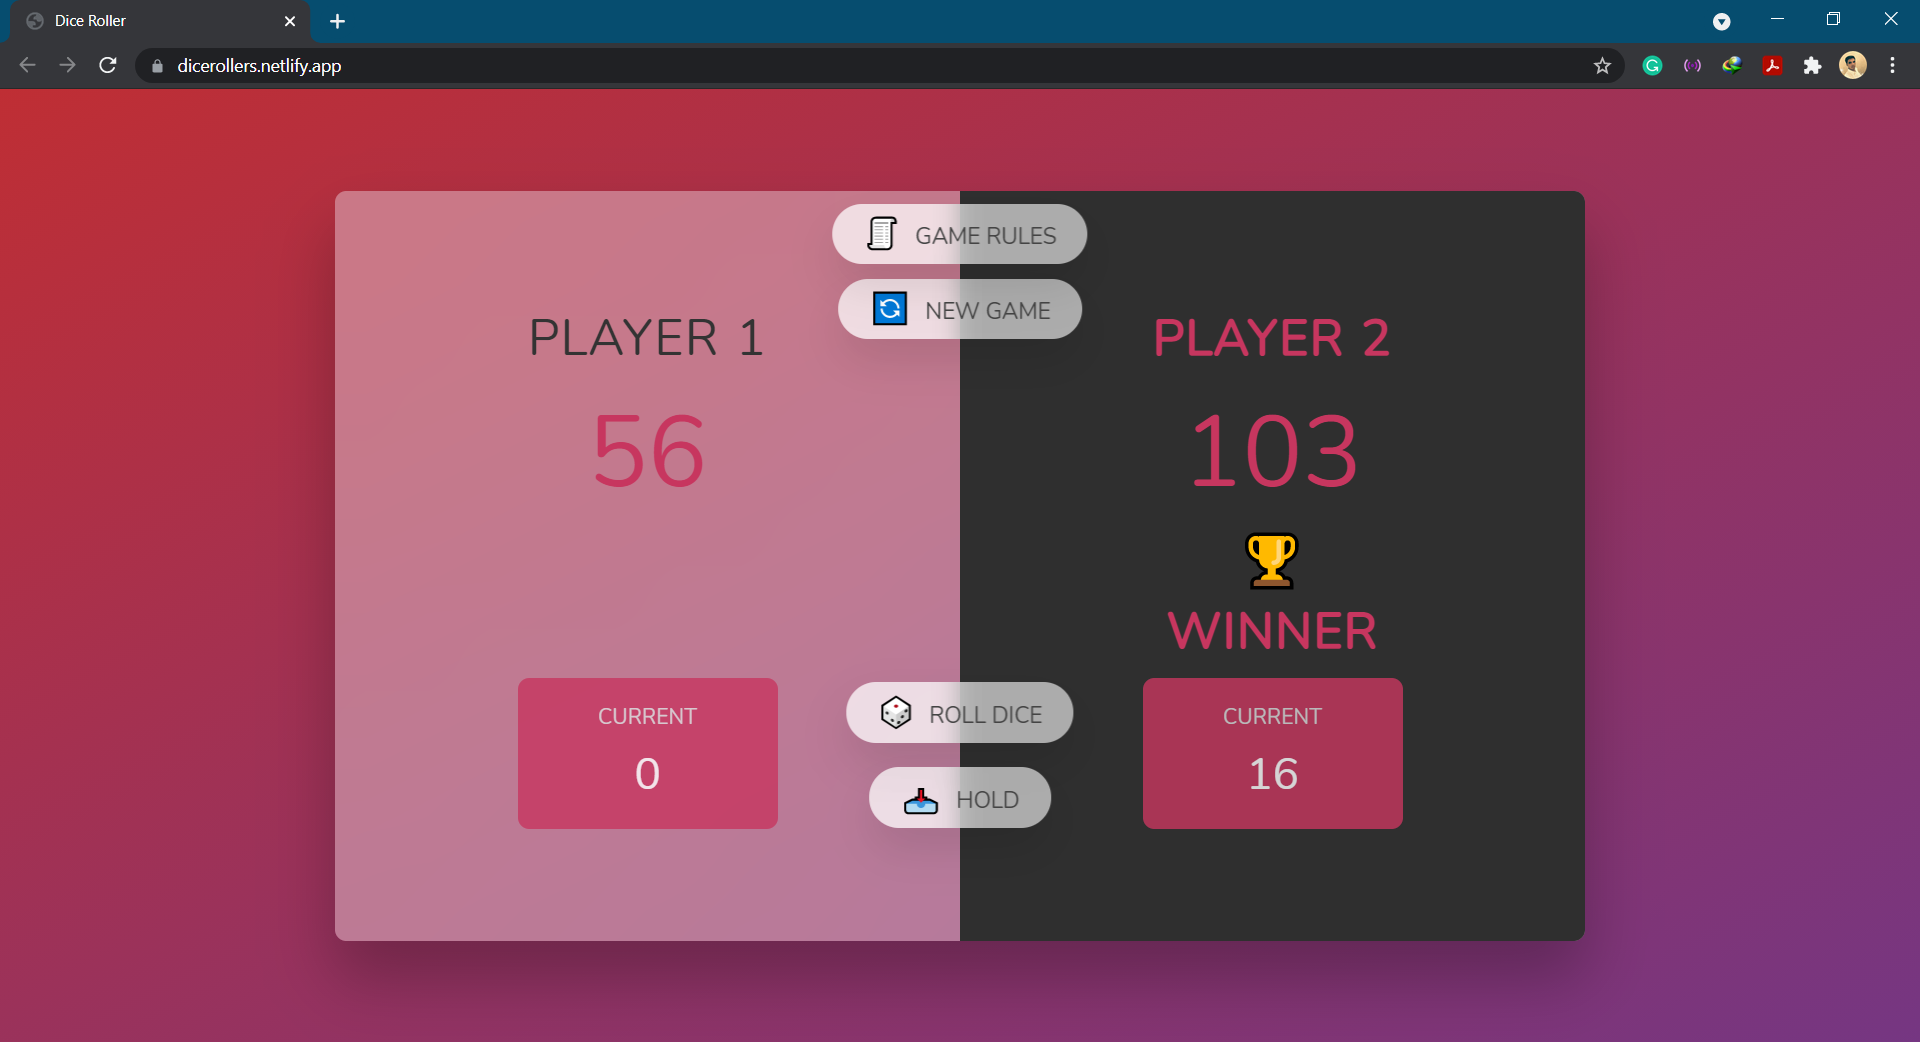 Dice Roller
dicerollers.netlify.app
GAME RULES
NEW GAME
PLAYER 1
56
CURRENT
0
PLAYER 2
103
WINNER
CURRENT
16
ROLL DICE
HOLD